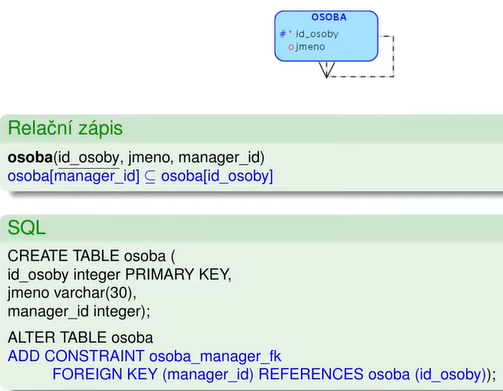 OSOBA
# * id_osoby
o jmeno
Relační zápis
osoba(id_osoby, jmeno, manager_id)
osoba[manager_id] ⊆ osoba[id_osoby]
SQL
CREATE TABLE osoba (
id_osoby integer PRIMARY KEY,
jmeno varchar(30),
manager_id integer);
ALTER TABLE osoba
ADD CONSTRAINT osoba_manager_fk
FOREIGN KEY (manager_id) REFERENCES osoba (id_osoby));